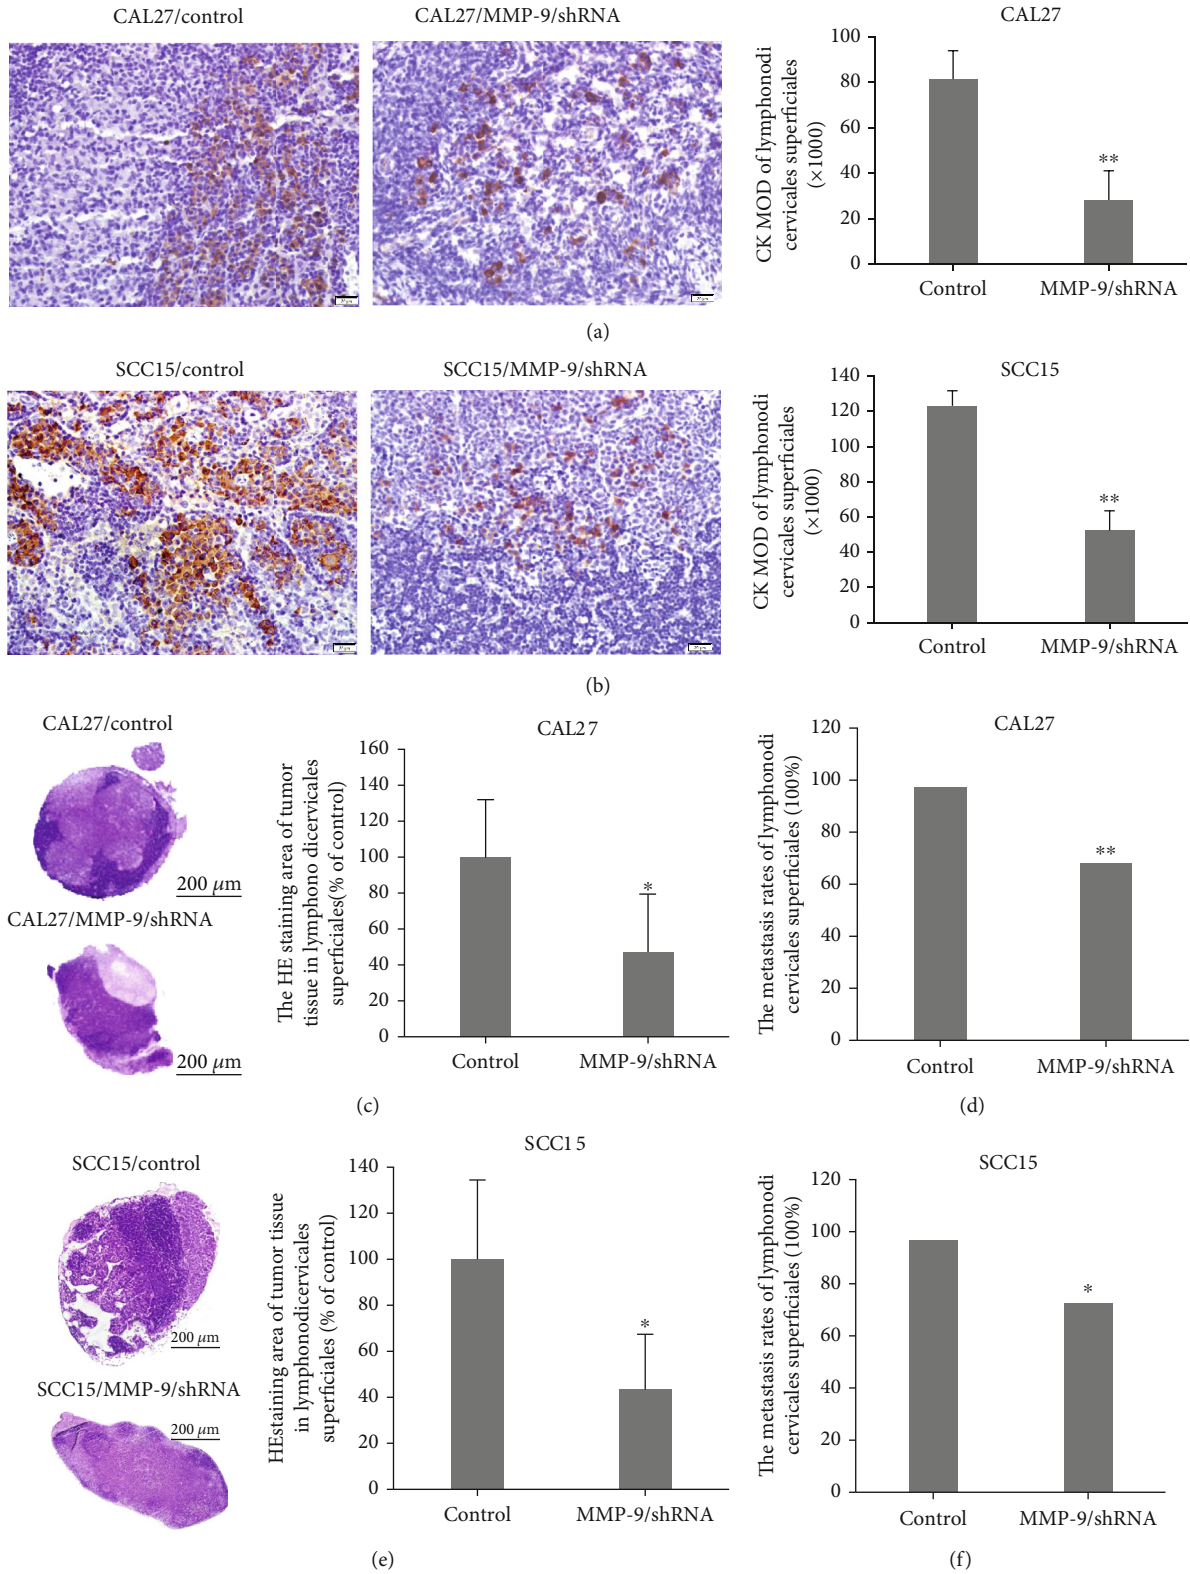 CAL27/control
CAL27/MMP-9/shRNA
CAL27
CK MOD of lymphonodi
cervicales superficiales
(×1000)
100
80
60
40
20
0
**
Control
MMP-9/shRNA
(a)
SCC15/control
SCC15/MMP-9/shRNA
SCC15
CK MOD of lymphonodi
cervicales superficiales
(×1000)
140
120
100
80
60
40
20
0
**
Control
MMP-9/shRNA
(b)
CAL27/control
200 μm
CAL27/MMP-9/shRNA
200 μm
CAL27
The HE staining area of tumor
tissue in lymphono dicervicales
superficiales(% of control)
160
140
120
100
80
60
40
20
0
*
Control
MMP-9/shRNA
(c)
CAL27
The metastasis rates of lymphonodi
cervicales superficiales (100%)
120
100
80
60
40
20
0
**
Control
MMP-9/shRNA
(d)
SCC15/control
200 μm
SCC15/MMP-9/shRNA
200 μm
SCC15
HEstaining area of tumor tissue
in lymphonodicervicales
superficiales (% of control)
140
120
100
80
60
40
20
0
*
Control
MMP-9/shRNA
(e)
SCC15
The metastasis rates of lymphonodi
cervicales superficiales (100%)
120
100
80
60
40
20
0
*
Control
MMP-9/shRNA
(f)